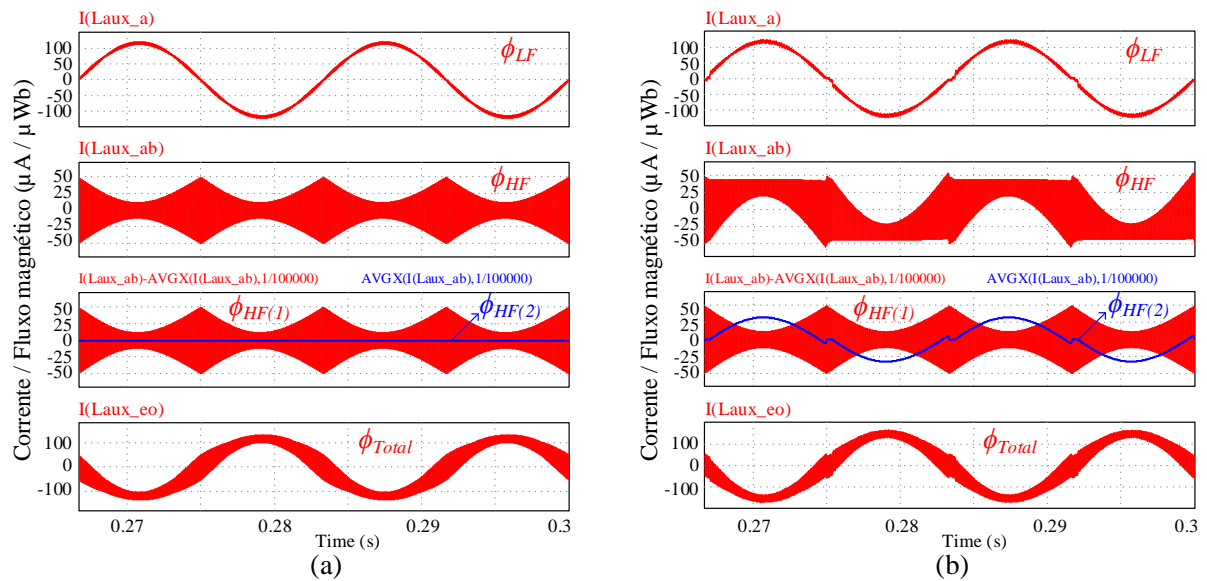 Corrente / Fluxo magnético (µA / µWb)
I(Laux_a)
100
50
0
-50
-100
ϕLF
I(Laux_ab)
50
25
0
-25
-50
ϕHF
I(Laux_ab)-AVGX(I(Laux_ab),1/100000) AVGX(I(Laux_ab),1/100000)
50
25
0
-25
-50
ϕHF(1) ϕHF(2)
I(Laux_eo)
100
0
-100
ϕTotal
0.27 0.28 0.29 0.3
Time (s)
(a)
Corrente / Fluxo magnético (µA / µWb)
I(Laux_a)
100
50
0
-50
-100
ϕLF
I(Laux_ab)
50
25
0
-25
-50
ϕHF
I(Laux_ab)-AVGX(I(Laux_ab),1/100000) AVGX(I(Laux_ab),1/100000)
50
25
0
-25
-50
ϕHF(1) ϕHF(2)
I(Laux_eo)
100
0
-100
ϕTotal
0.27 0.28 0.29 0.3
Time (s)
(b)